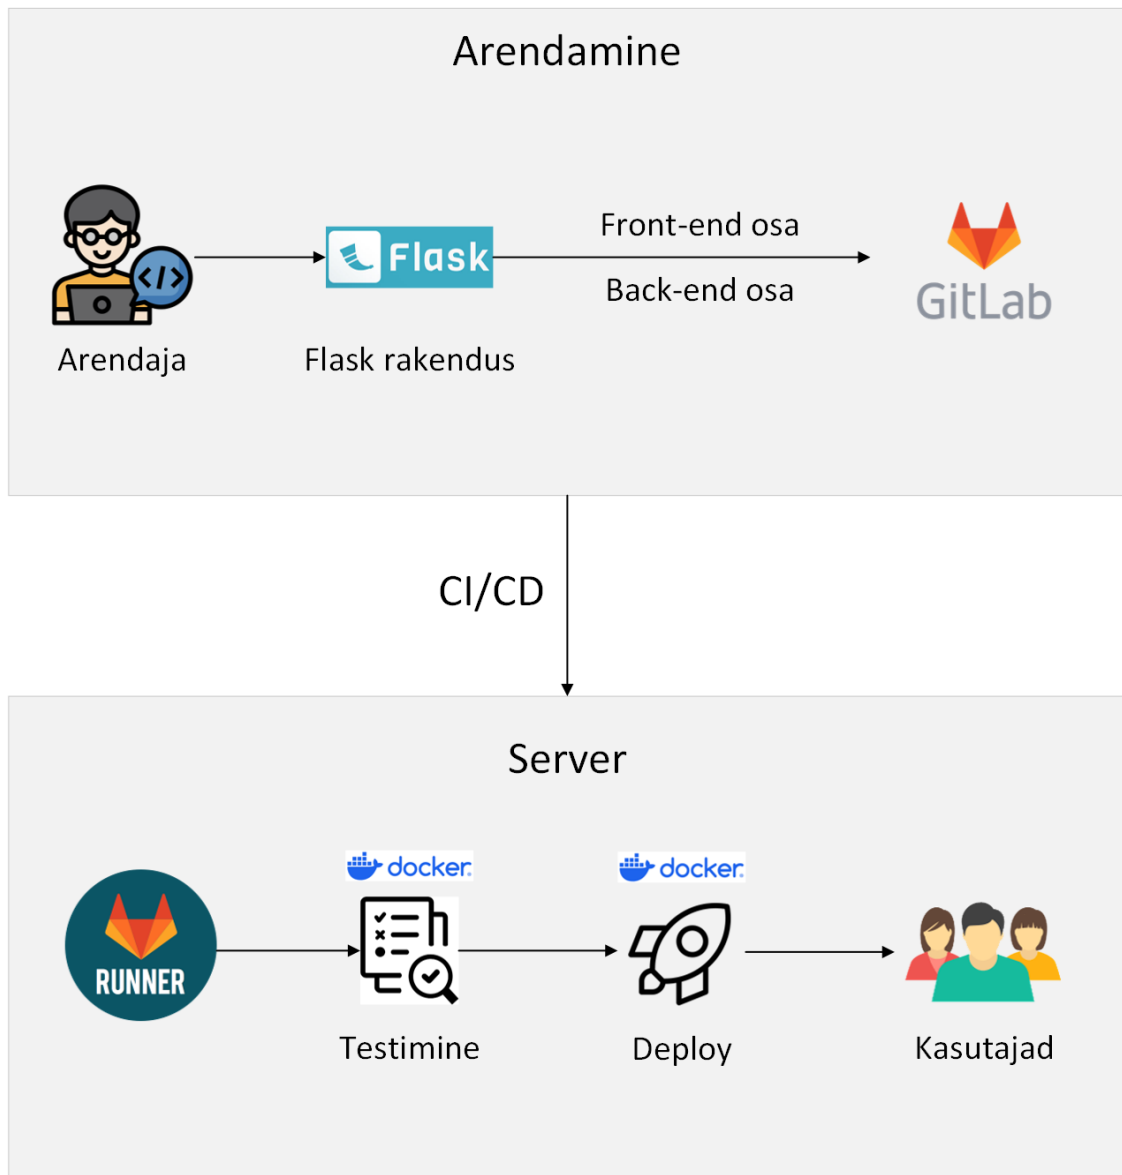 Arendamine
Front-end osa
Flask
Back-end osa
GitLab
</>
Arendaja
Flask rakendus
CI/CD
Server
docker
docker
RUNNER
Testimine
Deploy
Kasutajad